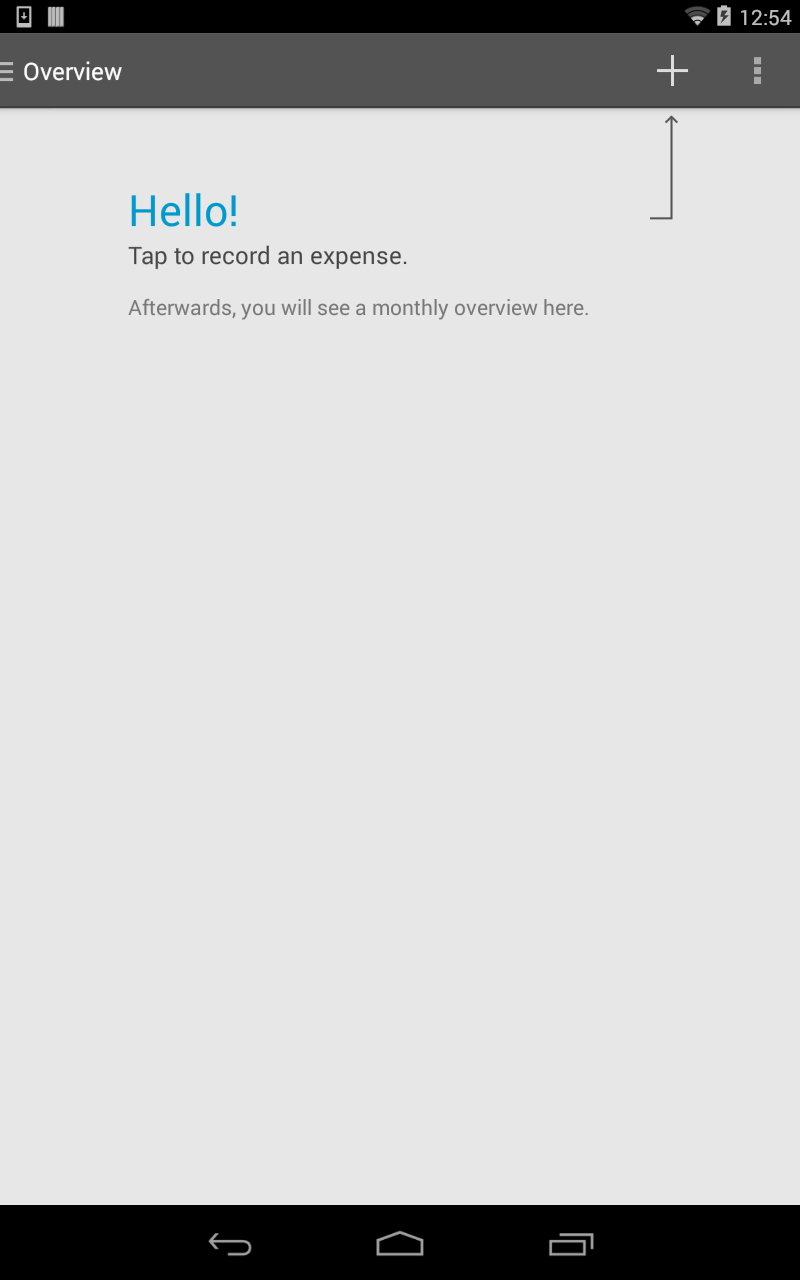 12:54
Overview
Hello!
Tap to record an expense.
Afterwards, you will see a monthly overview here.